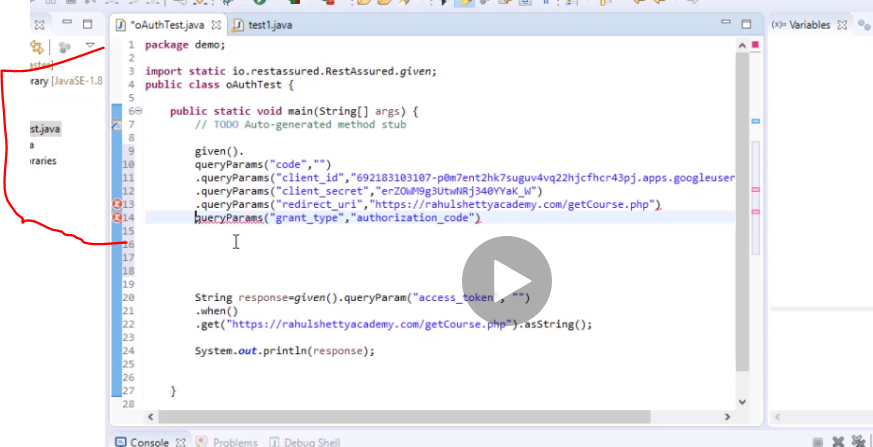 *oAuthTest.java
test1.java
(x)= Variables
1 package demo;
2
3 import static io.restassured.RestAssured.given;
4 public class oAuthTest {
5
6 public static void main(String[] args) {
7 // TODO Auto-generated method stub
8
9 given().
10 queryParams("code","")
11 .queryParams("client_id","692183103107-p0m7ent2hk7suguv4vq22hjcfhcr43pj.apps.googleuser
12 .queryParams("client_secret","erZOWM9g3UtwNRj340YYaK_W")
13 .queryParams("redirect_uri","https://rahulshettyacademy.com/getCourse.php")
14 queryParams("grant_type","authorization_code")
15
16
17
18
19
20 String response=given().queryParam("access_token", "")
21 .when()
22 .get("https://rahulshettyacademy.com/getCourse.php").asString();
23
24 System.out.println(response);
25
26
27 }
28
rary [JavaSE-1.8
st.java
a
raries
Console
Problems
Debug Shell